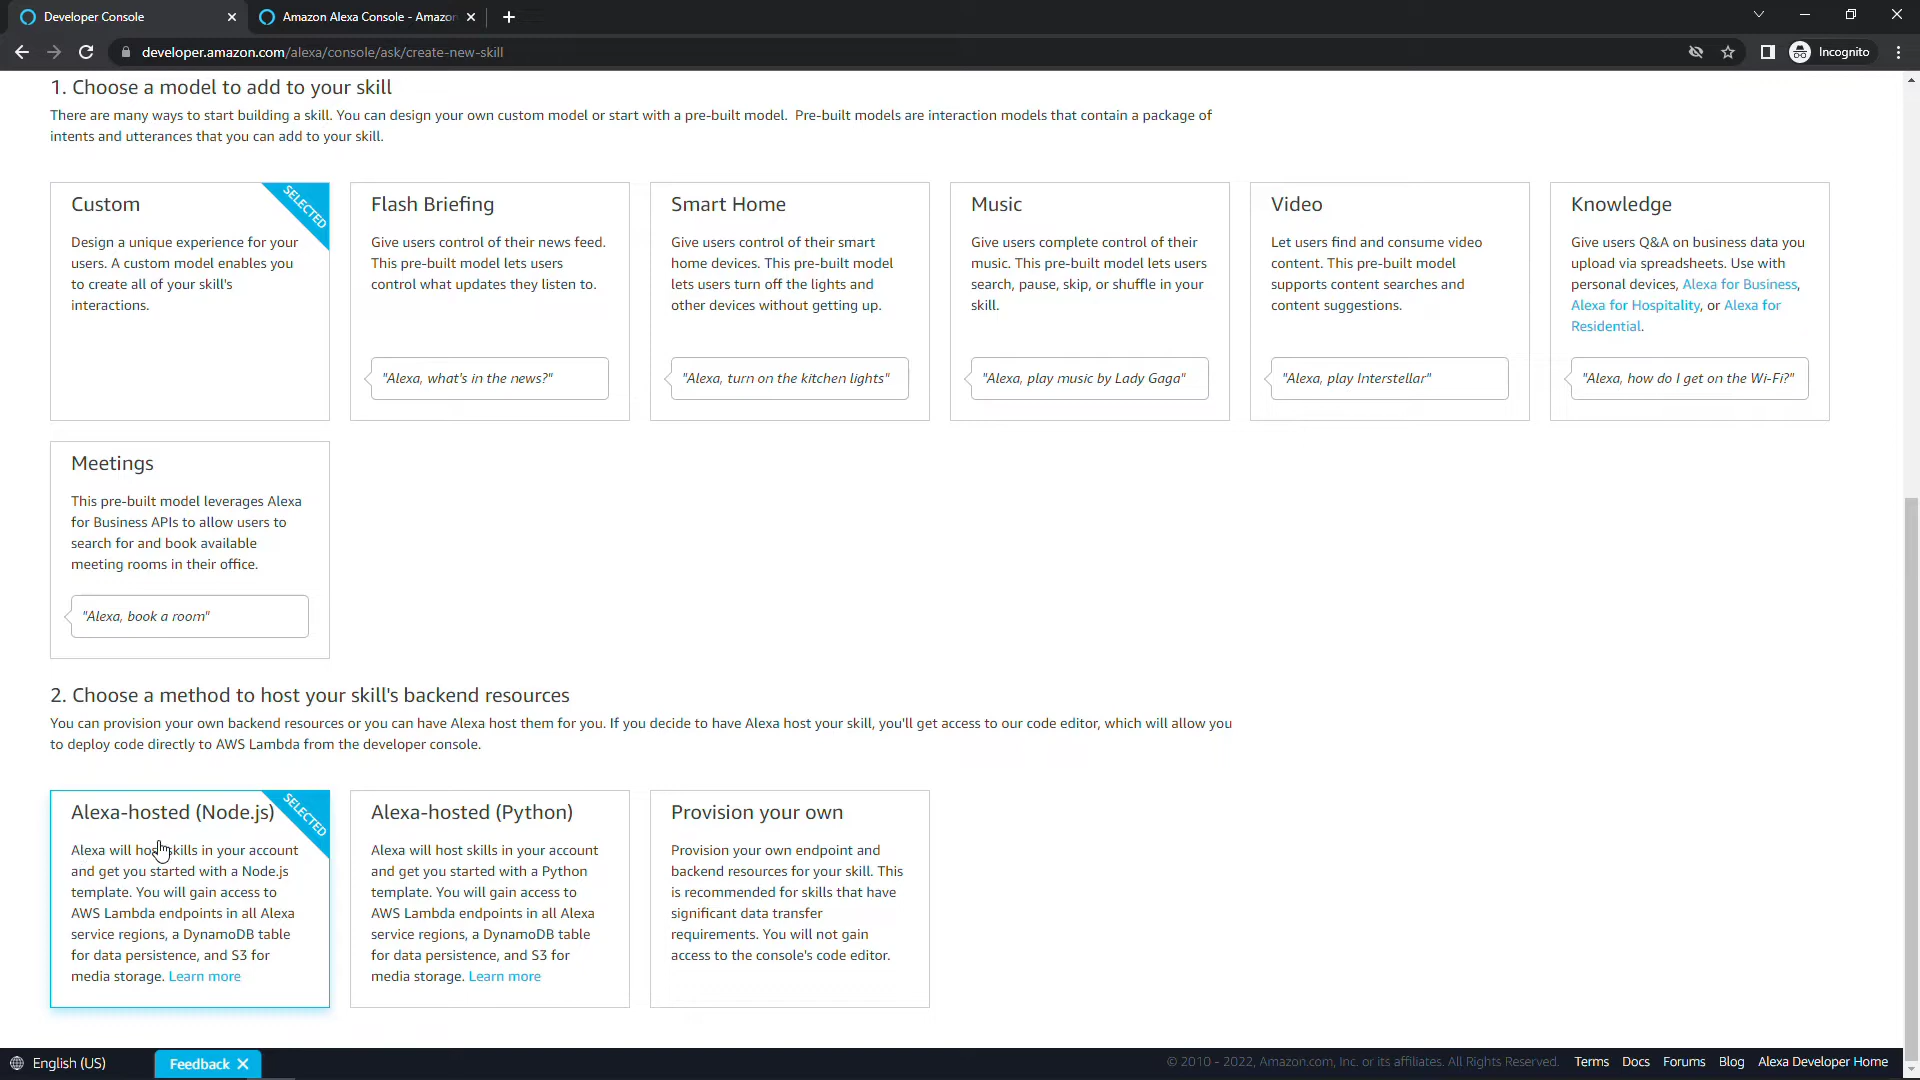 Developer Console
Amazon Alexa Console - Amazon
developer.amazon.com/alexa/console/ask/create-new-skill
Incognito
1. Choose a model to add to your skill
There are many ways to start building a skill. You can design your own custom model or start with a pre-built model. Pre-built models are interaction models that contain a package of
intents and utterances that you can add to your skill.
Custom
SELECTED
Design a unique experience for your
users. A custom model enables you
to create all of your skill's
interactions.
Flash Briefing
Give users control of their news feed.
This pre-built model lets users
control what updates they listen to.
"Alexa, what's in the news?"
Smart Home
Give users control of their smart
home devices. This pre-built model
lets users turn off the lights and
other devices without getting up.
"Alexa, turn on the kitchen lights"
Music
Give users complete control of their
music. This pre-built model lets users
search, pause, skip, or shuffle in your
skill.
"Alexa, play music by Lady Gaga"
Video
Let users find and consume video
content. This pre-built model
supports content searches and
content suggestions.
"Alexa, play Interstellar"
Knowledge
Give users Q&A on business data you
upload via spreadsheets. Use with
personal devices, Alexa for Business,
Alexa for Hospitality, or Alexa for
Residential.
"Alexa, how do I get on the Wi-Fi?"
Meetings
This pre-built model leverages Alexa
for Business APIs to allow users to
search for and book available
meeting rooms in their office.
"Alexa, book a room"
2. Choose a method to host your skill's backend resources
You can provision your own backend resources or you can have Alexa host them for you. If you decide to have Alexa host your skill, you'll get access to our code editor, which will allow you
to deploy code directly to AWS Lambda from the developer console.
Alexa-hosted (Node.js)
SELECTED
Alexa will host skills in your account
and get you started with a Node.js
template. You will gain access to
AWS Lambda endpoints in all Alexa
service regions, a DynamoDB table
for data persistence, and S3 for
media storage. Learn more
Alexa-hosted (Python)
Alexa will host skills in your account
and get you started with a Python
template. You will gain access to
AWS Lambda endpoints in all Alexa
service regions, a DynamoDB table
for data persistence, and S3 for
media storage. Learn more
Provision your own
Provision your own endpoint and
backend resources for your skill. This
is recommended for skills that have
significant data transfer
requirements. You will not gain
access to the console's code editor.
English (US)
Feedback
© 2010 - 2022, Amazon.com, Inc. or its affiliates. All Rights Reserved.
Terms Docs Forums Blog Alexa Developer Home